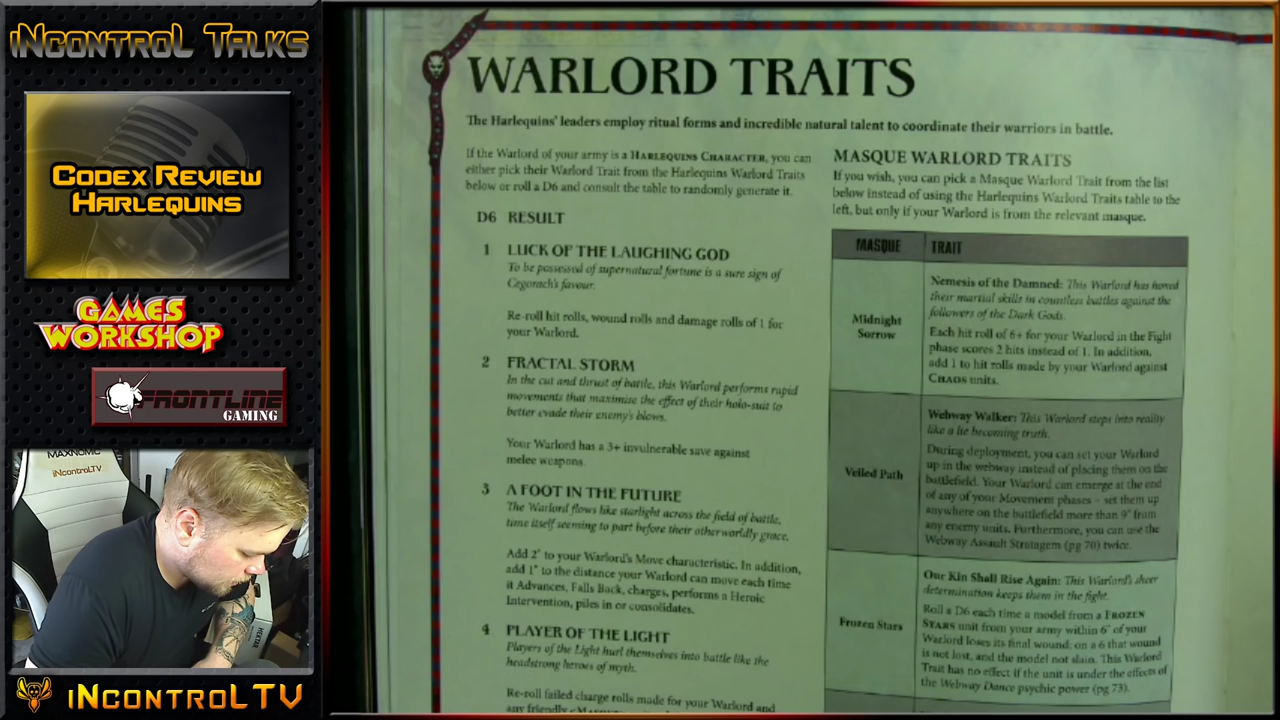 iNcontroL Talks
Codex Review
Harlequins
GAMES
WORKSHOP
FRONTLINE
GAMING
MAXNOMIC
iNcontroLTV
iNcontroLTV
WARLORD TRAITS
The Harlequins' leaders employ ritual forms and incredible natural talent to coordinate their warriors in battle.
If the Warlord of your army is a HARLEQUINS CHARACTER, you can
either pick their Warlord Trait from the Harlequins Warlord Traits
below or roll a D6 and consult the table to randomly generate it.
D6 RESULT
1 LUCK OF THE LAUGHING GOD
To be possessed of supernatural fortune is a sure sign of
Cegorach's favour.
Re-roll hit rolls, wound rolls and damage rolls of 1 for
your Warlord.
2 FRACTAL STORM
In the cut and thrust of battle, this Warlord performs rapid
movements that maximise the effect of their holo-suit to
better evade their enemy's blows.
Your Warlord has a 3+ invulnerable save against
melee weapons.
3 A FOOT IN THE FUTURE
The Warlord flows like starlight across the field of battle,
time itself seeming to part before their otherworldly grace.
Add 2" to your Warlord's Move characteristic. In addition,
add 1" to the distance your Warlord can move each time
it Advances, Falls Back, charges, performs a Heroic
Intervention, piles in or consolidates.
4 PLAYER OF THE LIGHT
Players of the Light hurl themselves into battle like the
headstrong heroes of myth.
Re-roll failed charge rolls made for your Warlord and
any friendly
MASQUE WARLORD TRAITS
If you wish, you can pick a Masque Warlord Trait from the list
below instead of using the Harlequins Warlord Traits table to the
left, but only if your Warlord is from the relevant masque.
MASQUE TRAIT
Midnight
Sorrow
Nemesis of the Damned: This Warlord has honed
their martial skills in countless battles against the
followers of the Dark Gods.
Each hit roll of 6+ for your Warlord in the Fight
phase scores 2 hits instead of 1. In addition,
add 1 to hit rolls made by your Warlord against
CHAOS units.
Veiled Path
Webway Walker: This Warlord steps into reality
like a lie becoming truth.
During deployment, you can set your Warlord
up in the webway instead of placing them on the
battlefield. Your Warlord can emerge at the end
of any of your Movement phases – set them up
anywhere on the battlefield more than 9" from
any enemy units. Furthermore, you can use the
Webway Assault Stratagem (pg 70) twice.
Frozen Stars
Our Kin Shall Rise Again: This Warlord's sheer
determination keeps them in the fight.
Roll a D6 each time a model from a FROZEN
STARS unit from your army within 6" of your
Warlord loses its final wound; on a 6 that wound
is not lost, and the model not slain. This Warlord
Trait has no effect if the unit is under the effects of
the Webway Dance psychic power (pg 73).